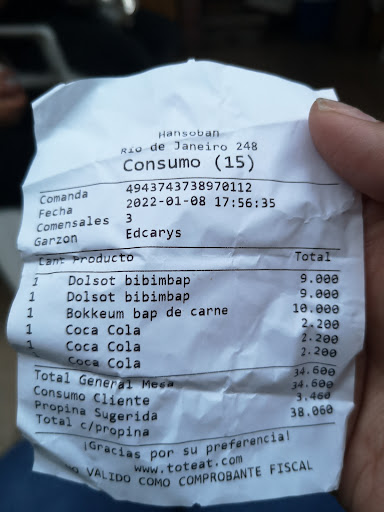 Hansoban
Rio de Janeiro 248
Consumo (15)
Comanda 4943743738970112
Fecha 2022-01-08 17:56:35
Comensales 3
Garzon Edcarys
Cant Producto Total
1 Dolsot bibimbap 9.000
1 Dolsot bibimbap 9.000
1 Bokkeum bap de carne 10.000
1 Coca Cola 2.200
1 Coca Cola 2.200
1 Coca Cola 2.200
Total General Mesa 34.600
Consumo Cliente 34.600
Propina Sugerida 3.460
Total c/propina 38.060
¡Gracias por su preferencia!
www.toteat.com
NO VALIDO COMO COMPROBANTE FISCAL